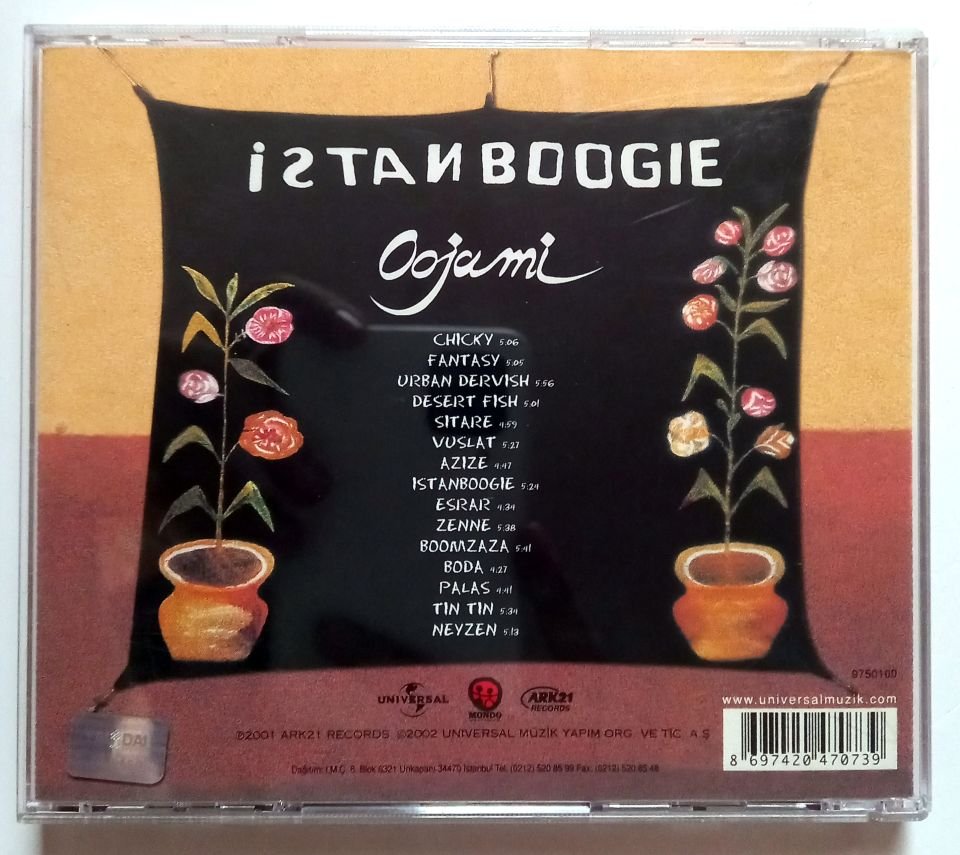 iSTANBOOGIE
Oojami
CHICKY 5:06
FANTASY 5:05
URBAN DERVISH 5:56
DESERT FISH 5:01
SITARE 4:59
VUSLAT 5:27
AZIZE 4:47
ISTANBOOGIE 5:24
ESRAR 4:34
ZENNE 5:38
BOOMZAZA 5:41
BODA 4:27
PALAS 4:41
TIN TIN 5:34
NEYZEN 5:13
9750160
UNIVERSAL
MONDO
ARK21
RECORDS
www.universalmuzik.com
℗2001 ARK21 RECORDS ©2002 UNIVERSAL MÜZİK YAPIM ORG. VE TİC. A.Ş
Dağıtım: İ.M.Ç. 6. Blok 6321 Unkapanı-34470 İstanbul Tel. (0212) 520 85 99 Fax. (0212) 520 85 48
8 697420 470739